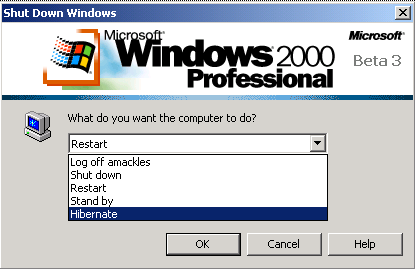 Shut Down Windows
Microsoft®
Windows 2000
Professional
Microsoft®
Beta 3
What do you want the computer to do?
Restart
Log off amackles
Shut down
Restart
Stand by
Hibernate
OK
Cancel
Help